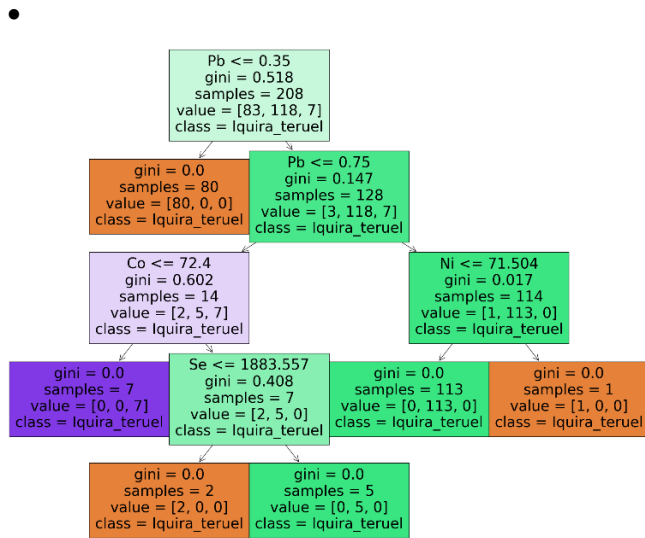 Pb <= 0.35
gini = 0.518
samples = 208
value = [83, 118, 7]
class = Iquira_teruel
gini = 0.0
samples = 80
value = [80, 0, 0]
class = Iquira_teruel
Pb <= 0.75
gini = 0.147
samples = 128
value = [3, 118, 7]
class = Iquira_teruel
Co <= 72.4
gini = 0.602
samples = 14
value = [2, 5, 7]
class = Iquira_teruel
Ni <= 71.504
gini = 0.017
samples = 114
value = [1, 113, 0]
class = Iquira_teruel
gini = 0.0
samples = 7
value = [0, 0, 7]
class = Iquira_teruel
Se <= 1883.557
gini = 0.408
samples = 7
value = [2, 5, 0]
class = Iquira_teruel
gini = 0.0
samples = 113
value = [0, 113, 0]
class = Iquira_teruel
gini = 0.0
samples = 1
value = [1, 0, 0]
class = Iquira_teruel
gini = 0.0
samples = 2
value = [2, 0, 0]
class = Iquira_teruel
gini = 0.0
samples = 5
value = [0, 5, 0]
class = Iquira_teruel